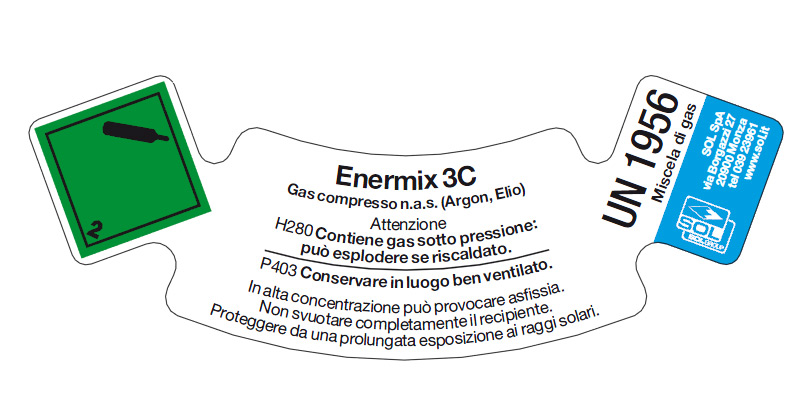 2
Enermix 3C
Gas compresso n.a.s. (Argon, Elio)
Attenzione
H280 Contiene gas sotto pressione:
può esplodere se riscaldato.
P403 Conservare in luogo ben ventilato.
In alta concentrazione può provocare asfissia.
Non svuotare completamente il recipiente.
Proteggere da una prolungata esposizione ai raggi solari.
UN 1956
Miscela di gas
SOL SpA
via Borgazzi 27
20900 Monza
tel 039 23961
www.sol.it
SOL
SOLGROUP